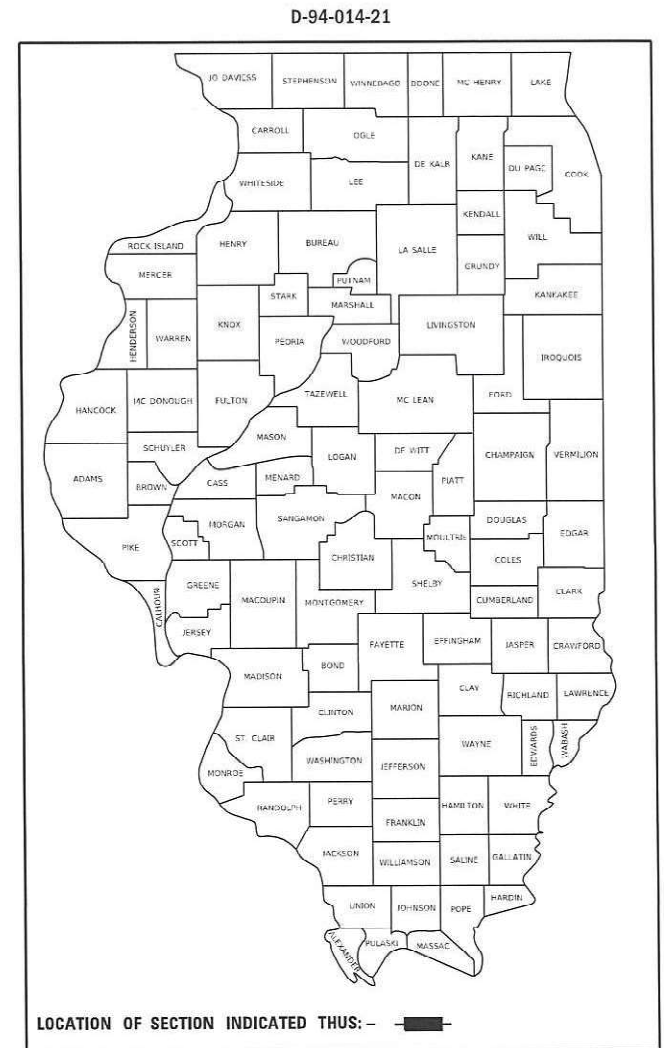 D-94-014-21
JO DAVIESS STEPHENSON WINNEBAGO BOONE MC HENRY LAKE
CARROLL OGLE
DE KALB KANE DU PAGE COOK
WHITESIDE LEE
KENDALL
ROCK ISLAND HENRY BUREAU LA SALLE WILL
MERCER PUTNAM GRUNDY
STARK MARSHALL KANKAKEE
HENDERSON WARREN KNOX PEORIA WOODFORD LIVINGSTON IROQUOIS
HANCOCK MC DONOUGH FULTON TAZEWELL MC LEAN FORD
SCHUYLER MASON LOGAN DE WITT CHAMPAIGN VERMILION
ADAMS BROWN CASS MENARD PIATT
MACON
PIKE SCOTT MORGAN SANGAMON MOULTRIE DOUGLAS EDGAR
CHRISTIAN COLES
CALHOUN GREENE MACOUPIN MONTGOMERY SHELBY CUMBERLAND CLARK
JERSEY FAYETTE EFFINGHAM JASPER CRAWFORD
MADISON BOND
CLAY RICHLAND LAWRENCE
CLINTON MARION
ST. CLAIR WAYNE EDWARDS WABASH
MONROE WASHINGTON JEFFERSON
RANDOLPH PERRY HAMILTON WHITE
FRANKLIN
JACKSON WILLIAMSON SALINE GALLATIN
UNION JOHNSON POPE HARDIN
ALEXANDER PULASKI MASSAC
LOCATION OF SECTION INDICATED THUS: –